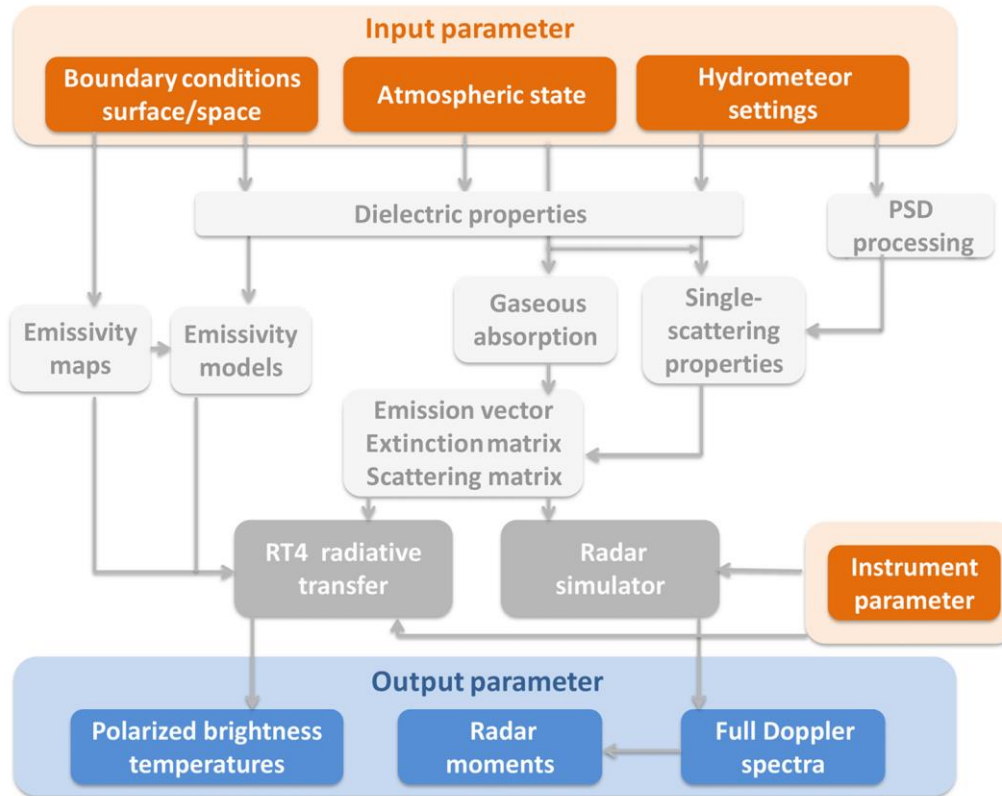 Input parameter
Boundary conditions
surface/space
Atmospheric state
Hydrometeor
settings
Dielectric properties
PSD
processing
Emissivity
maps
Emissivity
models
Gaseous
absorption
Single-
scattering
properties
Emission vector
Extinction matrix
Scattering matrix
RT4 radiative
transfer
Radar
simulator
Instrument
parameter
Output parameter
Polarized brightness
temperatures
Radar
moments
Full Doppler
spectra